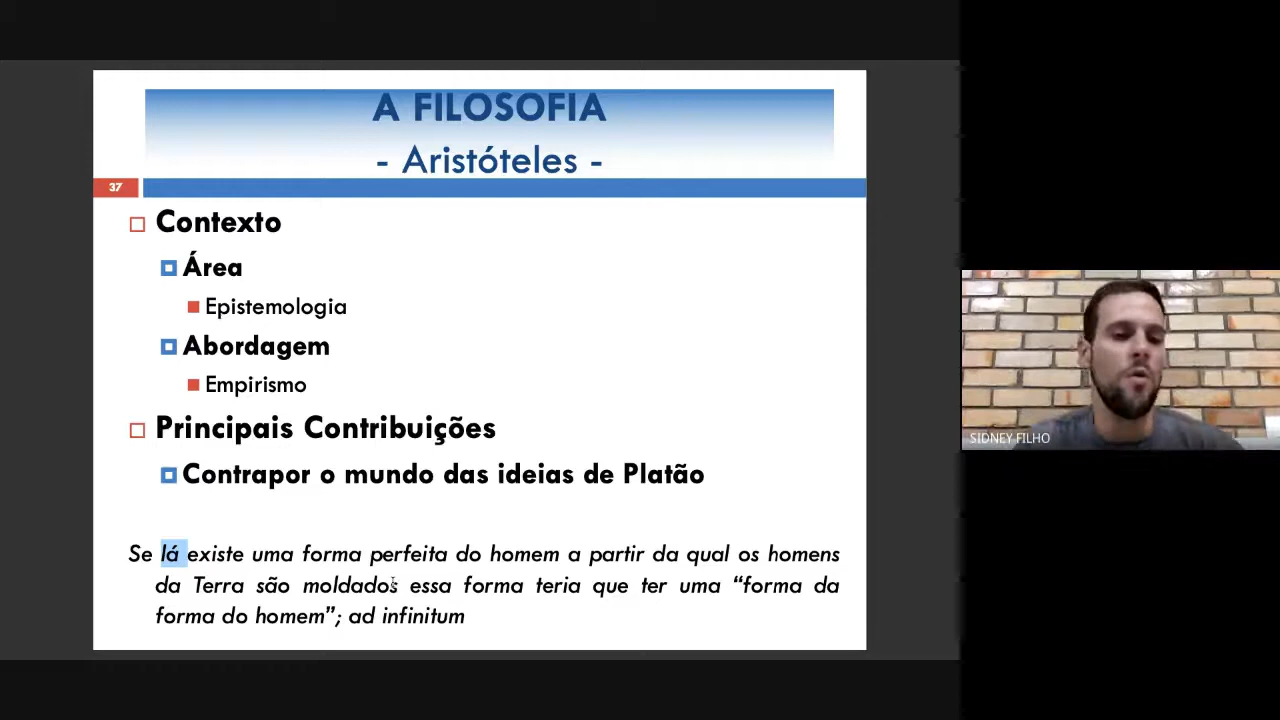 A FILOSOFIA
- Aristóteles -
37
Contexto
Área
Epistemologia
Abordagem
Empirismo
Principais Contribuições
Contrapor o mundo das ideias de Platão
Se lá existe uma forma perfeita do homem a partir da qual os homens
da Terra são moldados essa forma teria que ter uma “forma da
forma do homem”; ad infinitum
SIDNEY FILHO